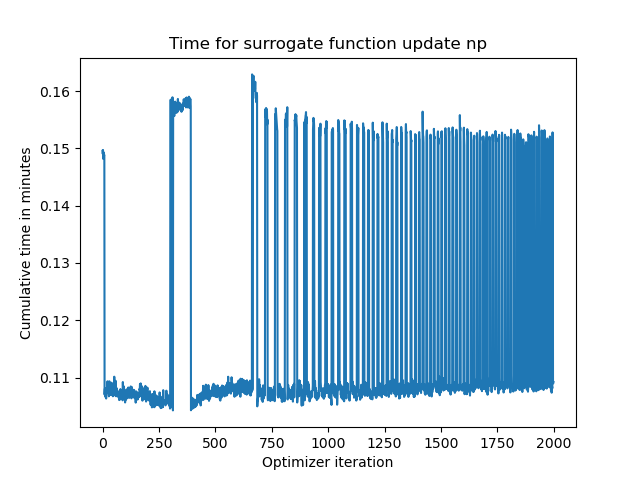 Time for surrogate function update np
Cumulative time in minutes
0.16
0.15
0.14
0.13
0.12
0.11
0 250 500 750 1000 1250 1500 1750 2000
Optimizer iteration